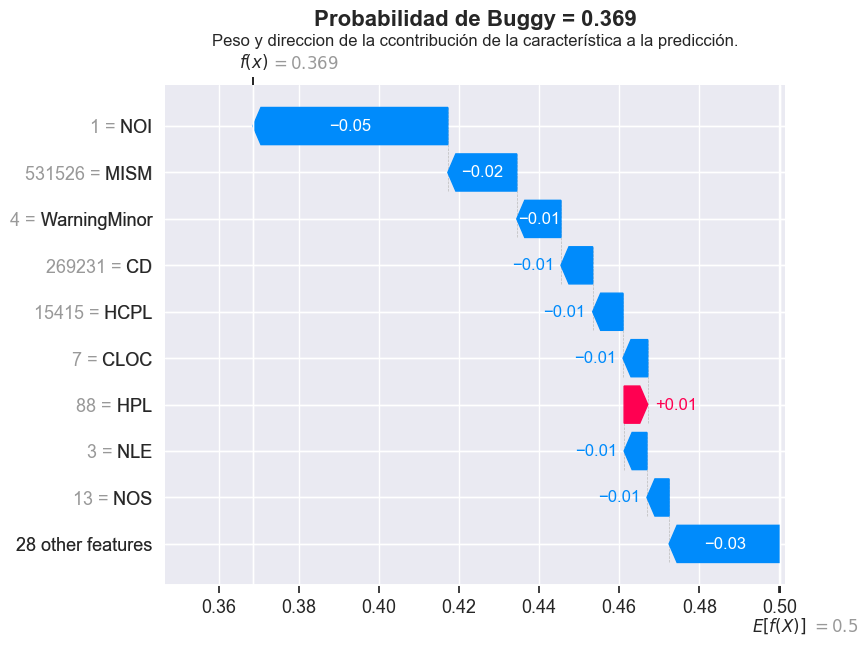 Probabilidad de Buggy = 0.369
Peso y direccion de la ccontribución de la característica a la predicción.
f(x) = 0.369
1 = NOI −0.05
531526 = MISM −0.02
4 = WarningMinor −0.01
269231 = CD −0.01
15415 = HCPL −0.01
7 = CLOC −0.01
88 = HPL +0.01
3 = NLE −0.01
13 = NOS −0.01
28 other features −0.03
0.36 0.38 0.40 0.42 0.44 0.46 0.48 0.50
E[f(X)] = 0.5